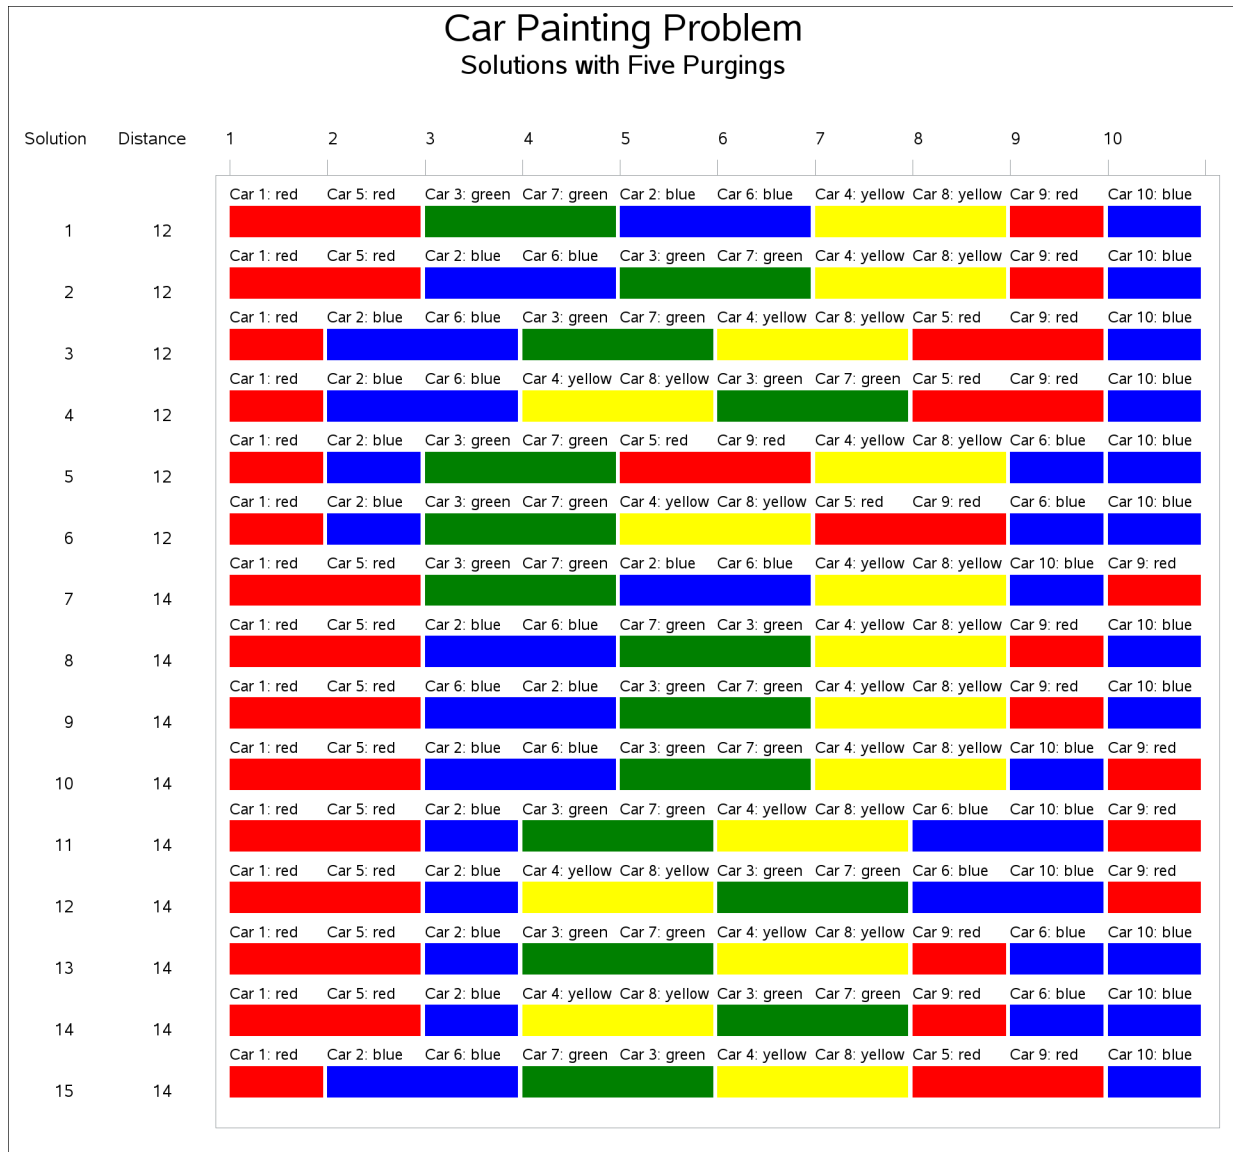 Car Painting Problem
Solutions with Five Purgings
Solution Distance 1 2 3 4 5 6 7 8 9 10
Car 1: red Car 5: red Car 3: green Car 7: green Car 2: blue Car 6: blue Car 4: yellow Car 8: yellow Car 9: red Car 10: blue
1 12
Car 1: red Car 5: red Car 2: blue Car 6: blue Car 3: green Car 7: green Car 4: yellow Car 8: yellow Car 9: red Car 10: blue
2 12
Car 1: red Car 2: blue Car 6: blue Car 3: green Car 7: green Car 4: yellow Car 8: yellow Car 5: red Car 9: red Car 10: blue
3 12
Car 1: red Car 2: blue Car 6: blue Car 4: yellow Car 8: yellow Car 3: green Car 7: green Car 5: red Car 9: red Car 10: blue
4 12
Car 1: red Car 2: blue Car 3: green Car 7: green Car 5: red Car 9: red Car 4: yellow Car 8: yellow Car 6: blue Car 10: blue
5 12
Car 1: red Car 2: blue Car 3: green Car 7: green Car 4: yellow Car 8: yellow Car 5: red Car 9: red Car 6: blue Car 10: blue
6 12
Car 1: red Car 5: red Car 3: green Car 7: green Car 2: blue Car 6: blue Car 4: yellow Car 8: yellow Car 10: blue Car 9: red
7 14
Car 1: red Car 5: red Car 2: blue Car 6: blue Car 7: green Car 3: green Car 4: yellow Car 8: yellow Car 9: red Car 10: blue
8 14
Car 1: red Car 5: red Car 6: blue Car 2: blue Car 3: green Car 7: green Car 4: yellow Car 8: yellow Car 9: red Car 10: blue
9 14
Car 1: red Car 5: red Car 2: blue Car 6: blue Car 3: green Car 7: green Car 4: yellow Car 8: yellow Car 10: blue Car 9: red
10 14
Car 1: red Car 5: red Car 2: blue Car 3: green Car 7: green Car 4: yellow Car 8: yellow Car 6: blue Car 10: blue Car 9: red
11 14
Car 1: red Car 5: red Car 2: blue Car 4: yellow Car 8: yellow Car 3: green Car 7: green Car 6: blue Car 10: blue Car 9: red
12 14
Car 1: red Car 5: red Car 2: blue Car 3: green Car 7: green Car 4: yellow Car 8: yellow Car 9: red Car 6: blue Car 10: blue
13 14
Car 1: red Car 5: red Car 2: blue Car 4: yellow Car 8: yellow Car 3: green Car 7: green Car 9: red Car 6: blue Car 10: blue
14 14
Car 1: red Car 2: blue Car 6: blue Car 7: green Car 3: green Car 4: yellow Car 8: yellow Car 5: red Car 9: red Car 10: blue
15 14